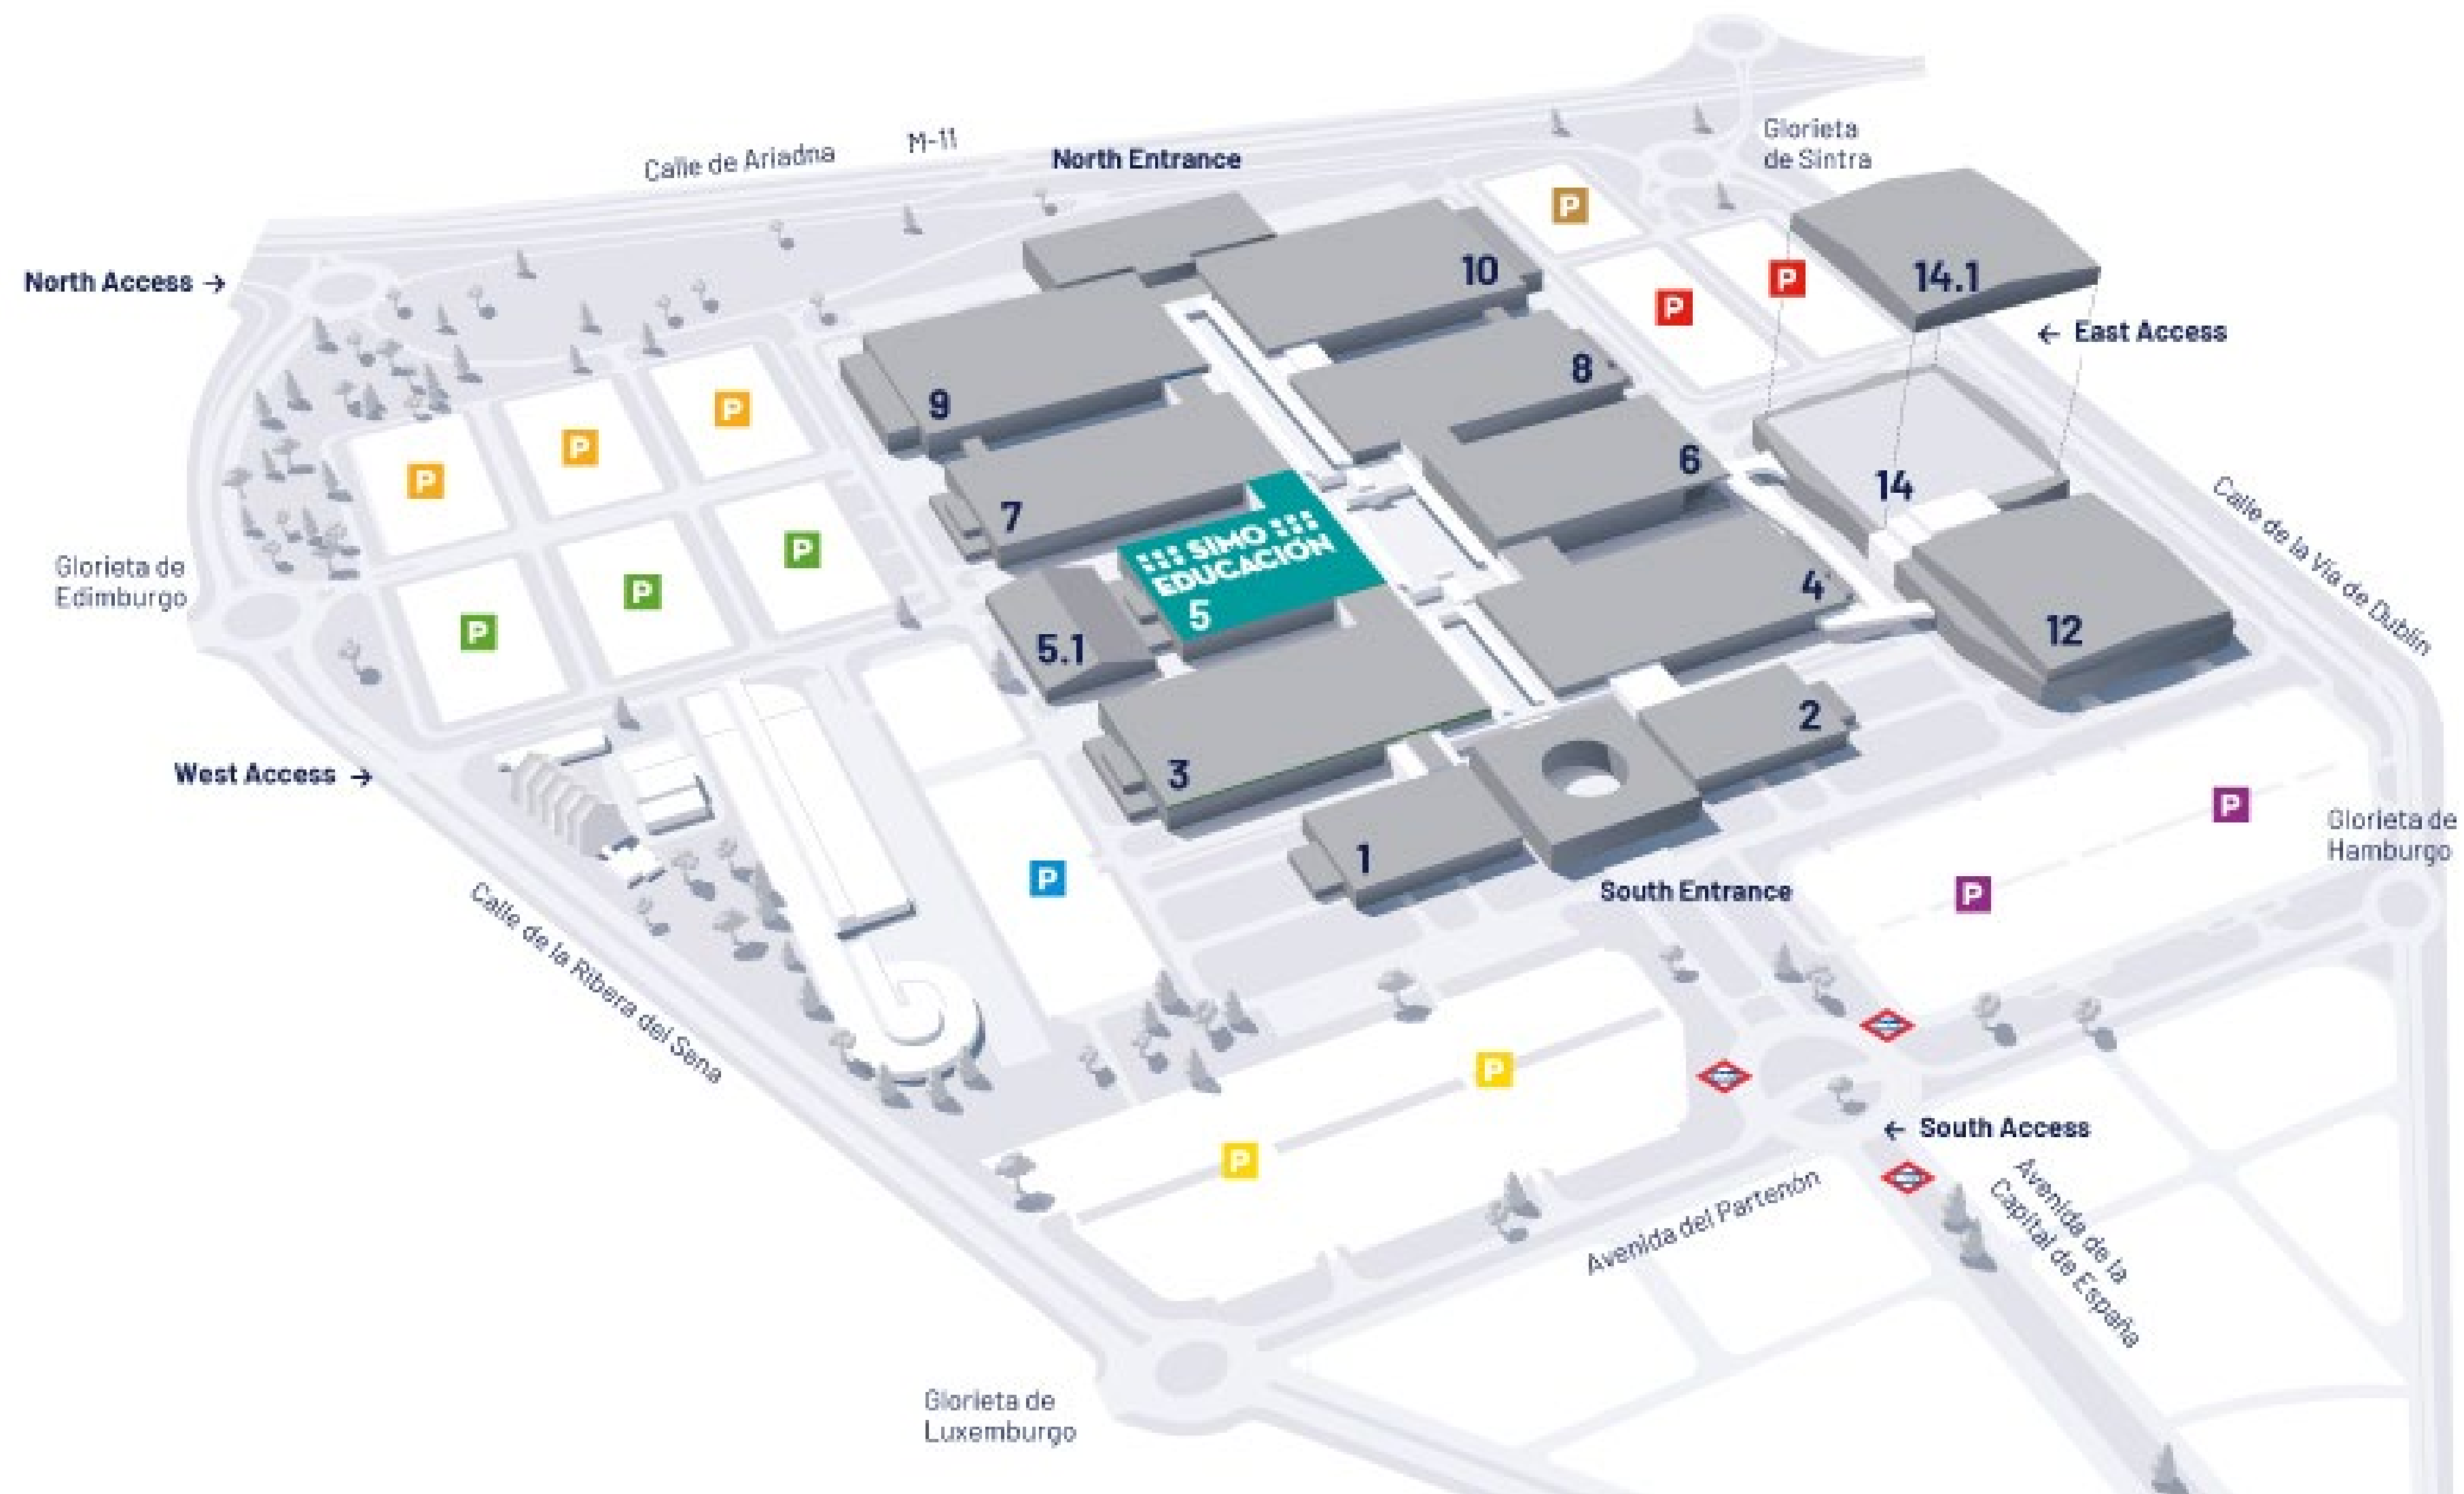 Calle de Ariadna
M-11
North Entrance
Glorieta
de Sintra
P
10
14.1
P
P
North Access →
← East Access
8
9
P
P
P
6
14
7
Calle de la Vía de Dublín
SIMO
EDUCACIÓN
5
P
P
P
4
Glorieta de
Edimburgo
5.1
12
2
West Access →
3
P
Glorieta de
Hamburgo
1
P
P
South Entrance
Calle de la Ribera del Sena
P
P
← South Access
Avenida del Partenón
Avenida de la
Capital de España
Glorieta de
Luxemburgo